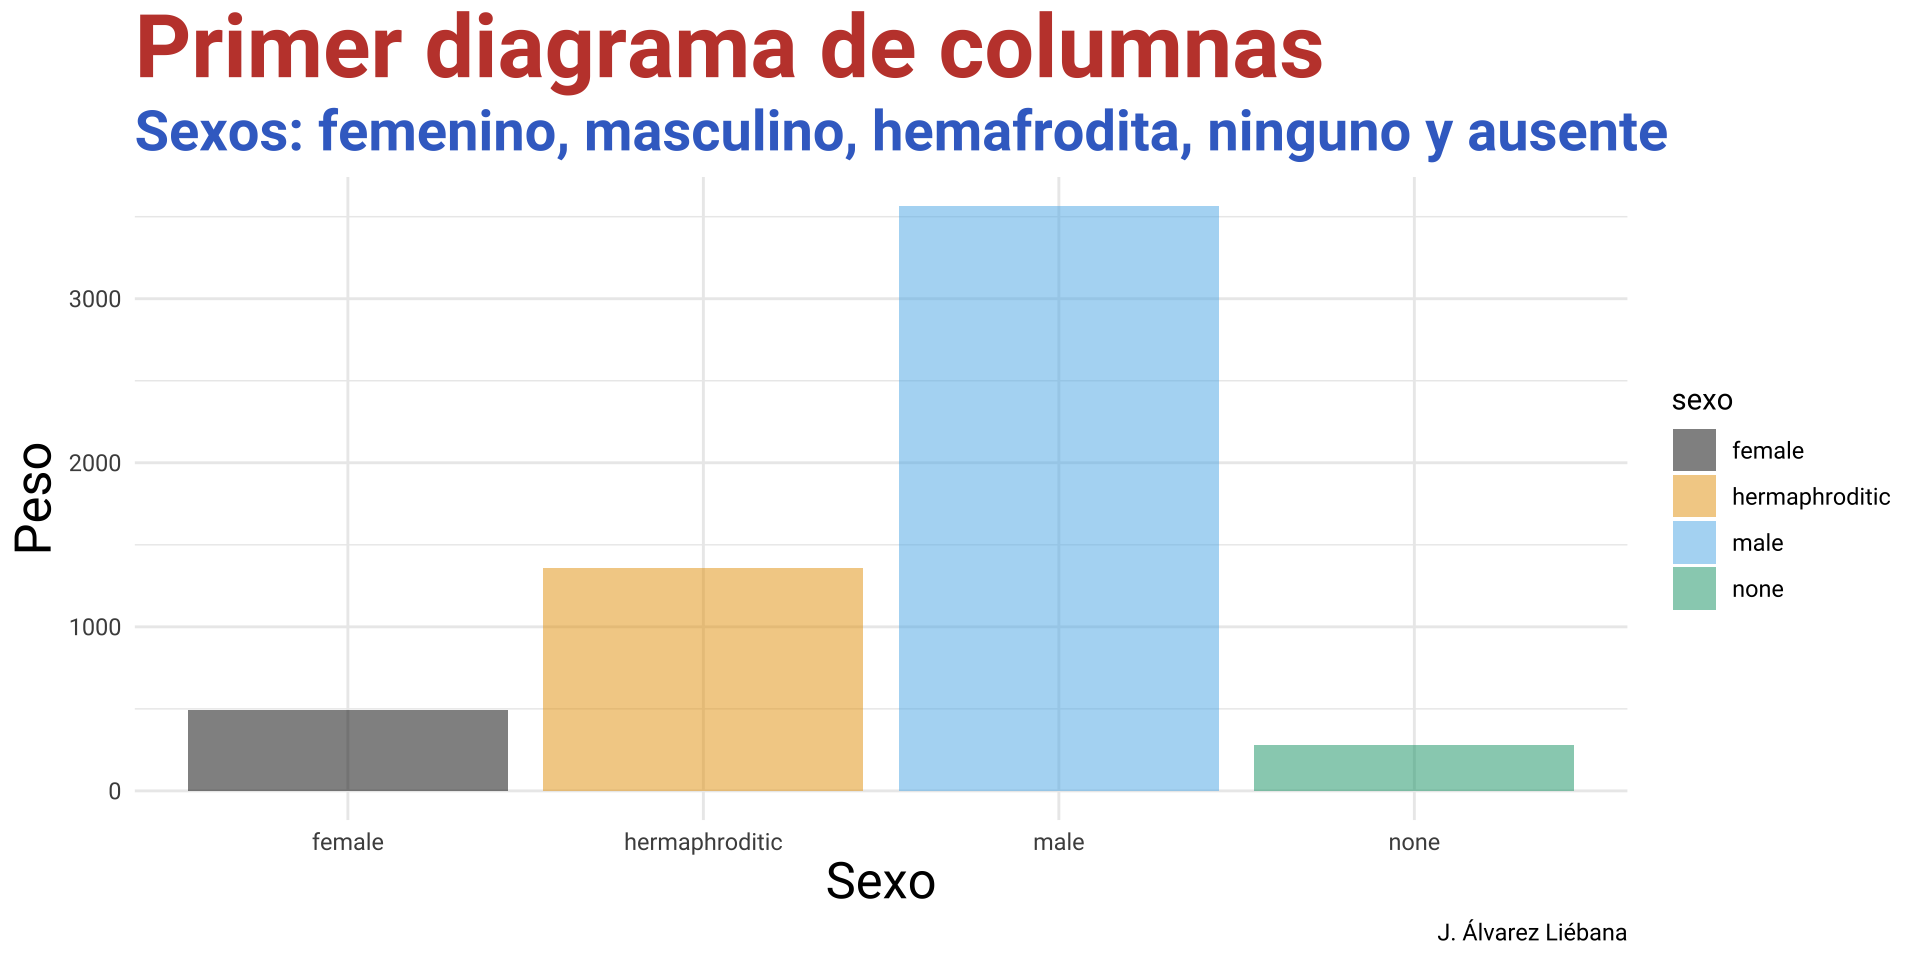 Primer diagrama de columnas
Sexos: femenino, masculino, hemafrodita, ninguno y ausente
Peso
3000
2000
1000
0
female
hermaphroditic
male
none
Sexo
sexo
female
hermaphroditic
male
none
J. Álvarez Liébana